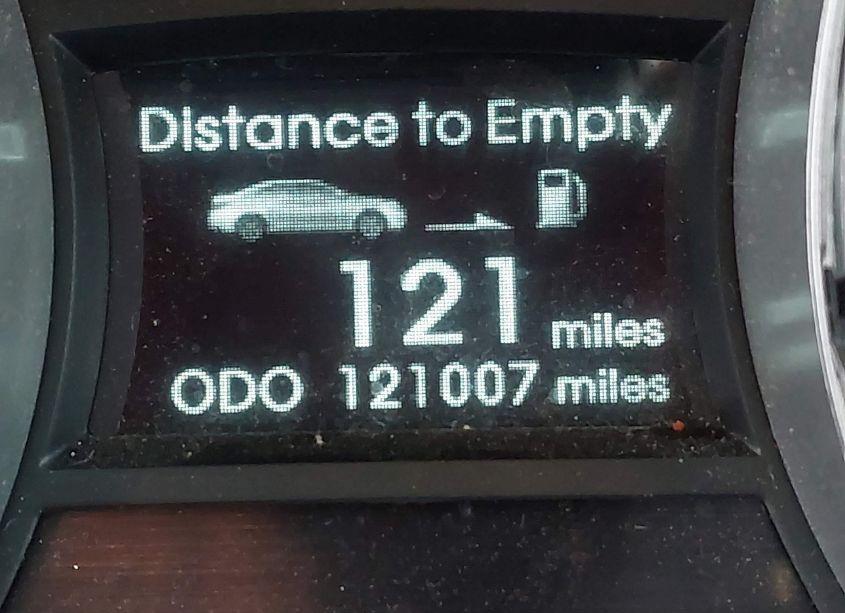 Distance to Empty
121 miles
ODO 121007 miles